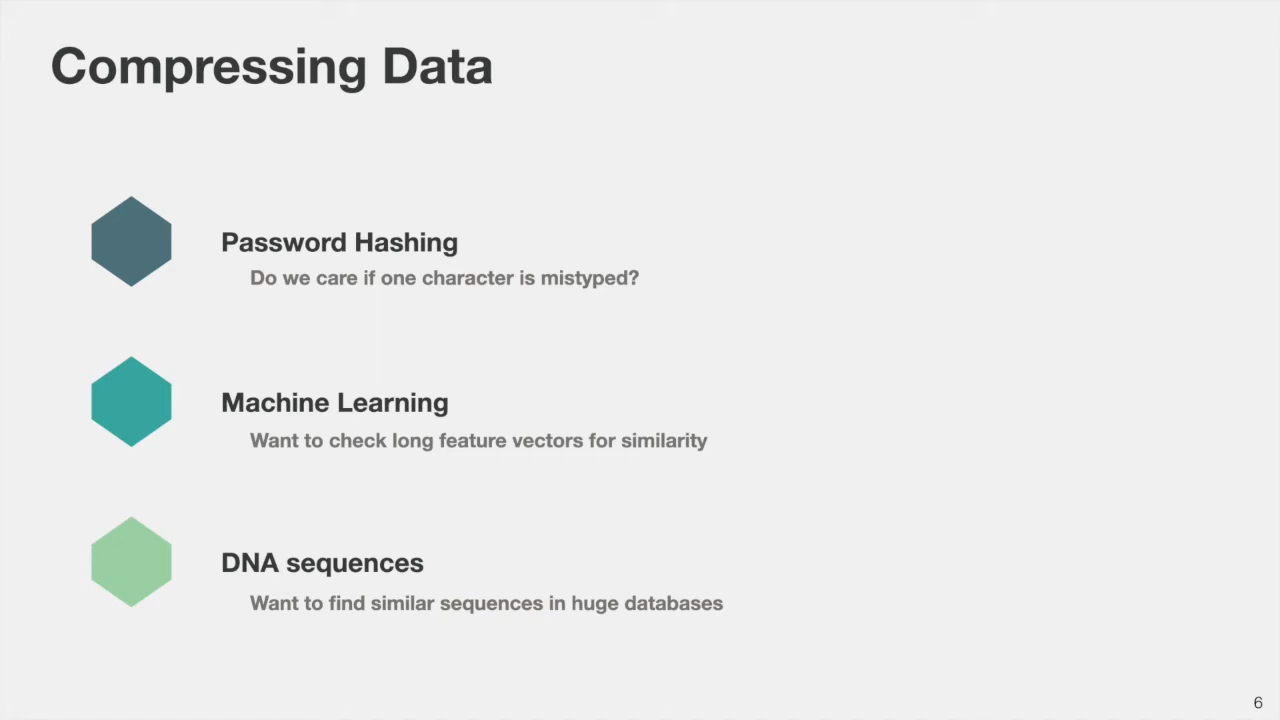 Compressing Data
Password Hashing
Do we care if one character is mistyped?
Machine Learning
Want to check long feature vectors for similarity
DNA sequences
Want to find similar sequences in huge databases
6